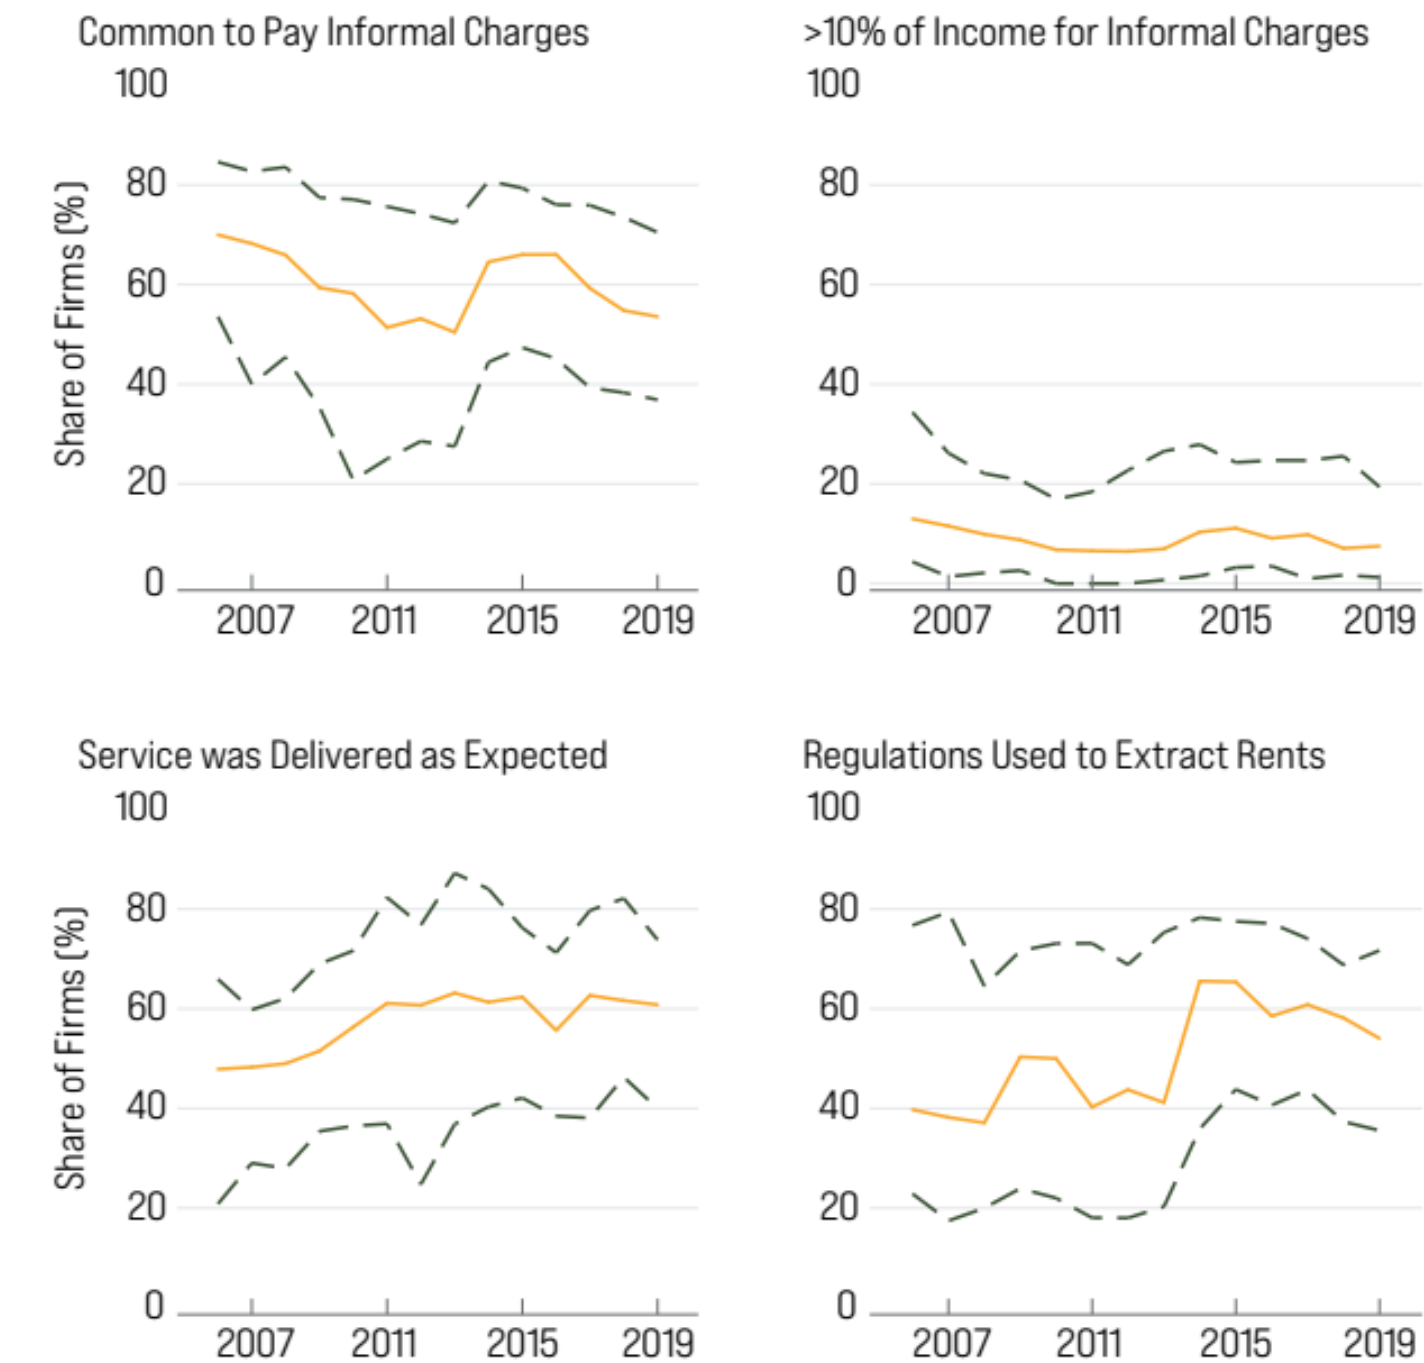 Common to Pay Informal Charges
100
80
60
40
20
0
Share of Firms (%)
2007 2011 2015 2019
>10% of Income for Informal Charges
100
80
60
40
20
0
2007 2011 2015 2019
Service was Delivered as Expected
100
80
60
40
20
0
Share of Firms (%)
2007 2011 2015 2019
Regulations Used to Extract Rents
100
80
60
40
20
0
2007 2011 2015 2019